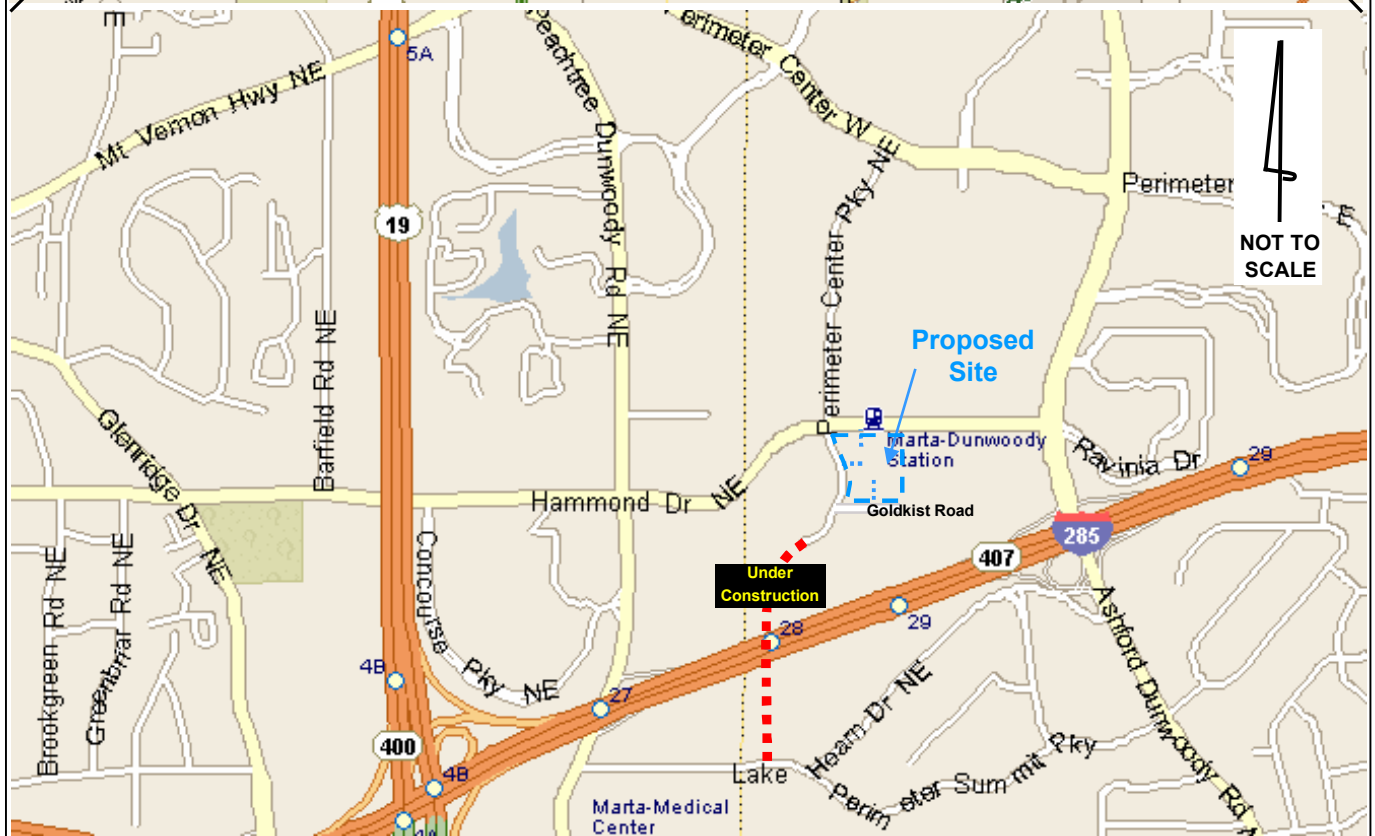 5A
Mt Vernon Hwy NE
Peachtree Dunwoody Rd NE
Perimeter Center W
Perimeter Center Pky NE
Perimeter
E
NOT TO
SCALE
19
Barfield Rd NE
Proposed
Site
Marta-Dunwoody
Station
Ravinia Dr
29
Glenridge Dr NE
Hammond Dr NE
Goldkist Road
285
407
Under
Construction
Brookgreen Rd NE
Greenbriar Rd NE
Concourse Pky NE
28
29
Ashford Dunwoody Rd
4B
27
Hearn Dr NE
400
4B
Lake
Perimeter Summit Pky
Marta-Medical
Center